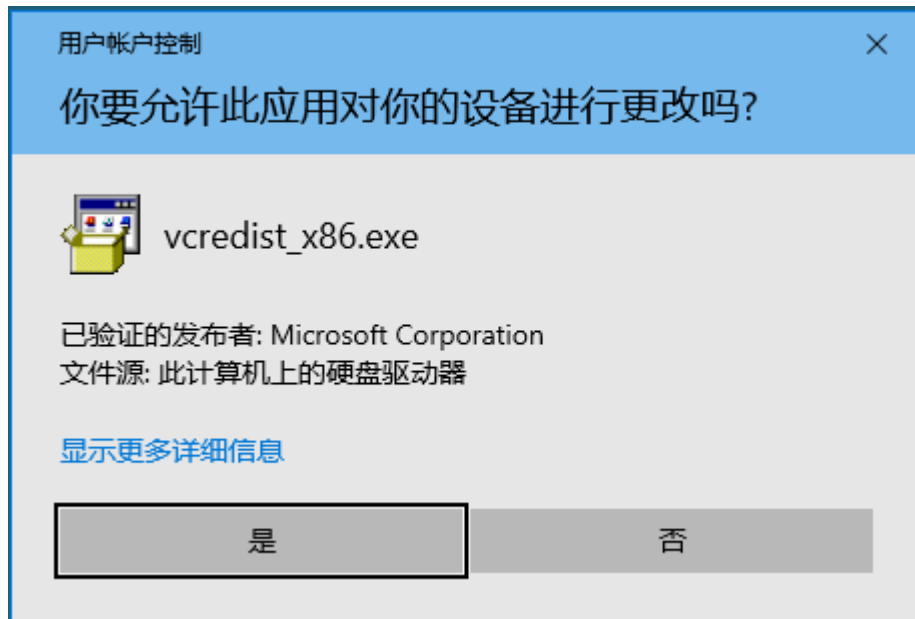 用户帐户控制
你要允许此应用对你的设备进行更改吗?
vcredist_x86.exe
已验证的发布者: Microsoft Corporation
文件源: 此计算机上的硬盘驱动器
显示更多详细信息
是
否